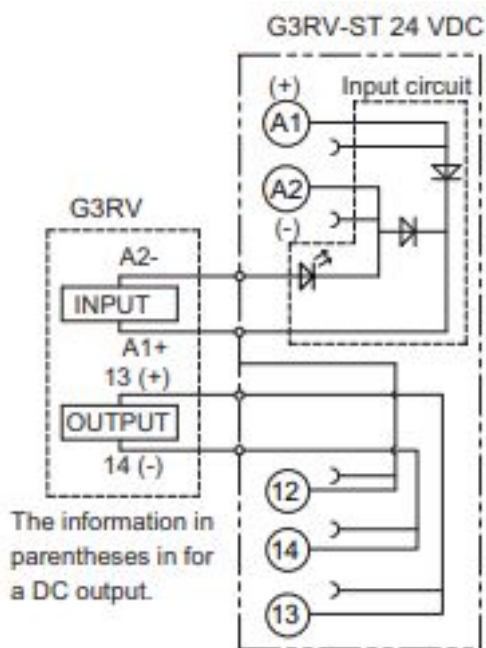 G3RV-ST 24 VDC
(+)
Input circuit
A1
A2
(-)
G3RV
A2-
INPUT
A1+
13 (+)
OUTPUT
14 (-)
12
14
13
The information in
parentheses in for
a DC output.